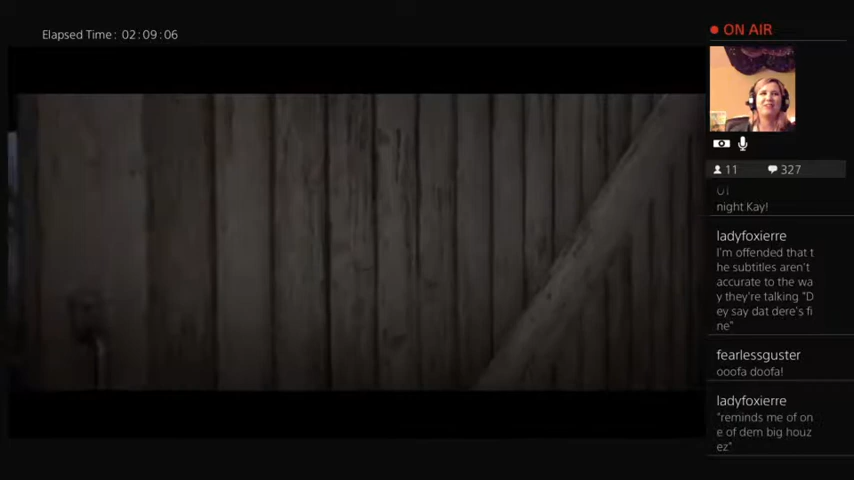 Elapsed Time: 02:09:06
ON AIR
11 327
night Kay!
ladyfoxierre
I'm offended that t
he subtitles aren't
accurate to the wa
y they're talking "D
ey say dat dere's fi
ne"
fearlessguster
ooofa doofa!
ladyfoxierre
"reminds me of on
e of dem big houz
ez"